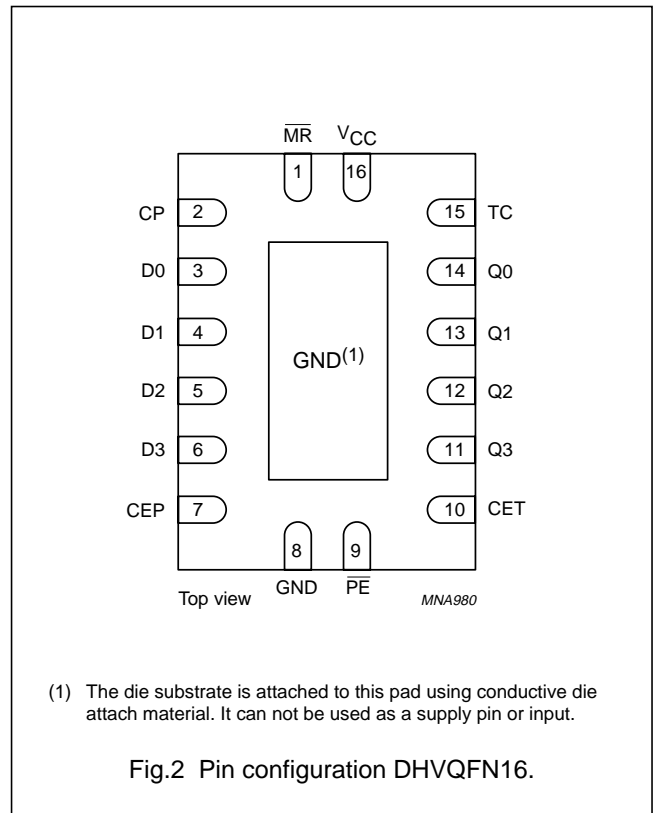 M̅R̅ VCC
1 16
CP 2 15 TC
D0 3 14 Q0
D1 4 13 Q1
GND(1)
D2 5 12 Q2
D3 6 11 Q3
CEP 7 10 CET
8 9
Top view GND P̅E̅ MNA980
(1) The die substrate is attached to this pad using conductive die
attach material. It can not be used as a supply pin or input.
Fig.2 Pin configuration DHVQFN16.